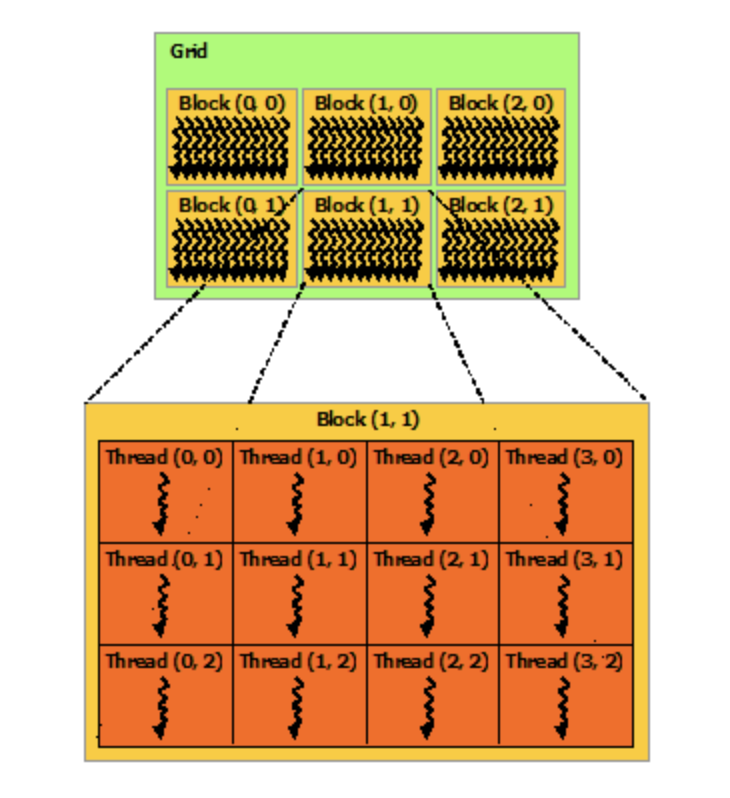 Grid
Block (0, 0) Block (1, 0) Block (2, 0)
Block (0, 1) Block (1, 1) Block (2, 1)
Block (1, 1)
Thread (0, 0) Thread (1, 0) Thread (2, 0) Thread (3, 0)
Thread (0, 1) Thread (1, 1) Thread (2, 1) Thread (3, 1)
Thread (0, 2) Thread (1, 2) Thread (2, 2) Thread (3, 2)